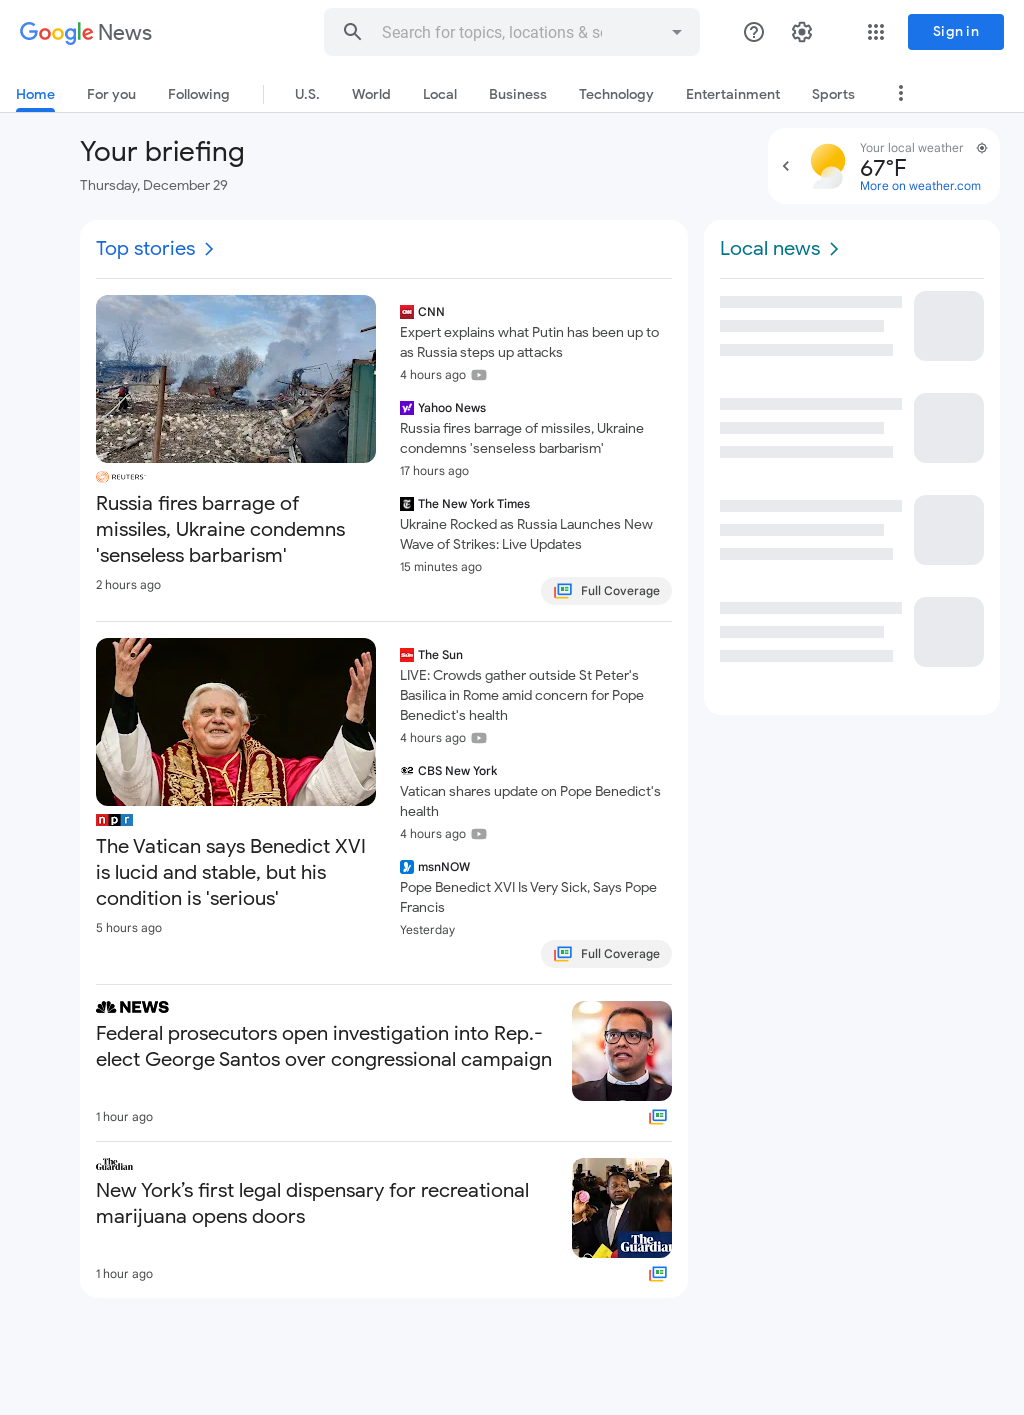 Google News
Search for topics, locations & so
Sign in
Home
For you
Following
U.S.
World
Local
Business
Technology
Entertainment
Sports
Your briefing
Thursday, December 29
Your local weather
67°F
More on weather.com
Top stories
REUTERS
Russia fires barrage of
missiles, Ukraine condemns
'senseless barbarism'
2 hours ago
CNN
CNN
Expert explains what Putin has been up to
as Russia steps up attacks
4 hours ago
Yahoo News
Russia fires barrage of missiles, Ukraine
condemns 'senseless barbarism'
17 hours ago
The New York Times
Ukraine Rocked as Russia Launches New
Wave of Strikes: Live Updates
15 minutes ago
Full Coverage
npr
The Vatican says Benedict XVI
is lucid and stable, but his
condition is 'serious'
5 hours ago
The Sun
LIVE: Crowds gather outside St Peter's
Basilica in Rome amid concern for Pope
Benedict's health
4 hours ago
CBS New York
Vatican shares update on Pope Benedict's
health
4 hours ago
msnNOW
Pope Benedict XVI Is Very Sick, Says Pope
Francis
Yesterday
Full Coverage
NEWS
Federal prosecutors open investigation into Rep.-
elect George Santos over congressional campaign
1 hour ago
The
Guardian
New York’s first legal dispensary for recreational
marijuana opens doors
The
Guardian
1 hour ago
Local news